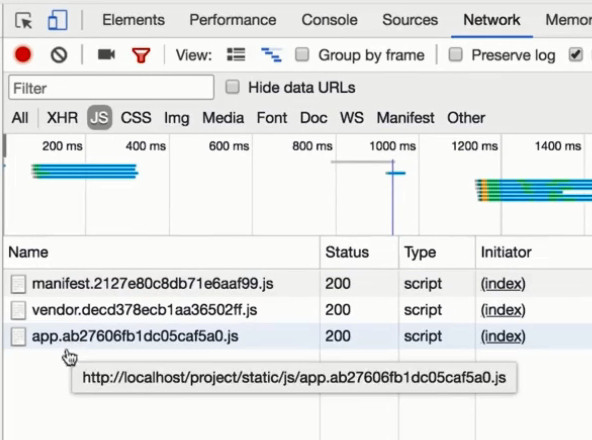 Elements Performance Console Sources Network Memor
View: Group by frame Preserve log
Filter Hide data URLs
All XHR JS CSS Img Media Font Doc WS Manifest Other
200 ms 400 ms 600 ms 800 ms 1000 ms 1200 ms 1400 ms
Name Status Type Initiator
manifest.2127e80c8db71e6aaf99.js 200 script (index)
vendor.decd378ecb1aa36502ff.js 200 script (index)
app.ab27606fb1dc05caf5a0.js 200 script (index)
http://localhost/project/static/js/app.ab27606fb1dc05caf5a0.js